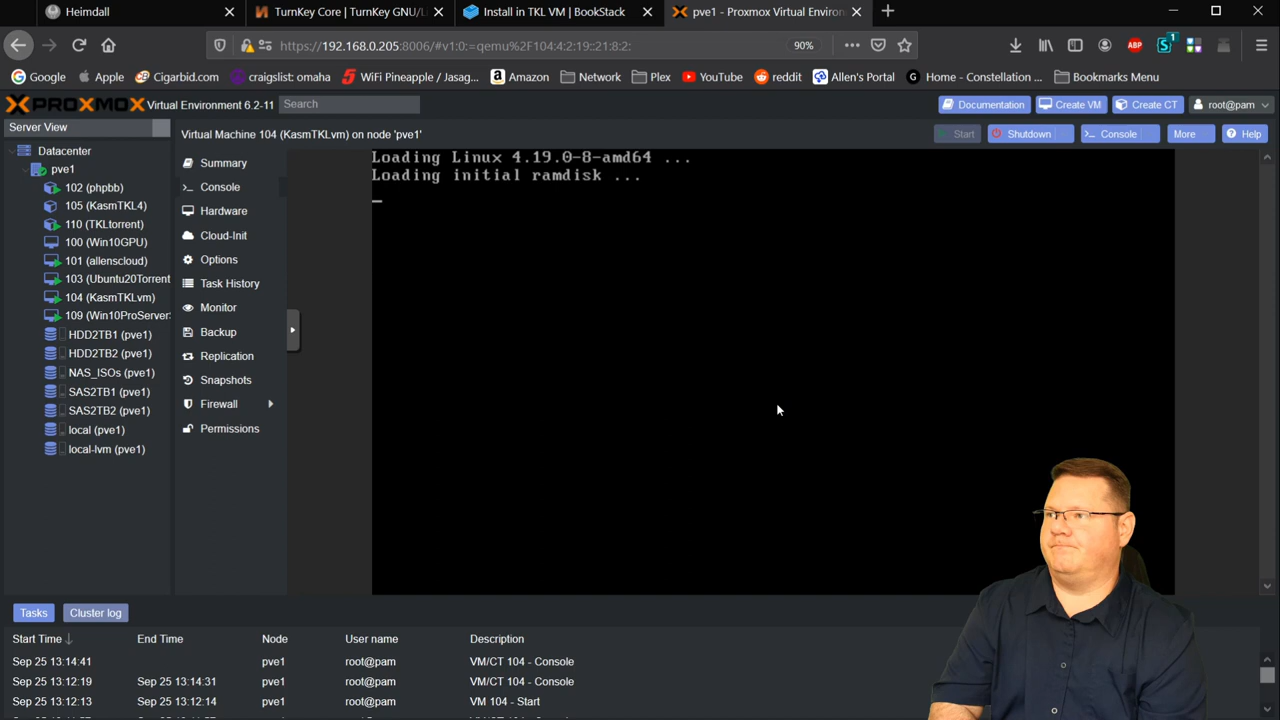 Heimdall
TurnKey Core | TurnKey GNU/Li
Install in TKL VM | BookStack
pve1 - Proxmox Virtual Environ
https://192.168.0.205:8006/#v1:0:=qemu%2F104:4:2:19::21:8:2:
90%
1
ABP
Google
Apple
Cigarbid.com
craigslist: omaha
WiFi Pineapple / Jasag...
Amazon
Network
Plex
YouTube
reddit
Allen's Portal
Home - Constellation ...
Bookmarks Menu
PROXMOX Virtual Environment 6.2-11
Search
Documentation
Create VM
Create CT
root@pam
Server View
Virtual Machine 104 (KasmTKLvm) on node 'pve1'
Start
Shutdown
Console
More
Help
Datacenter
pve1
102 (phpbb)
105 (KasmTKL4)
110 (TKLtorrent)
100 (Win10GPU)
101 (allenscloud)
103 (Ubuntu20Torrent
104 (KasmTKLvm)
109 (Win10ProServer:
HDD2TB1 (pve1)
HDD2TB2 (pve1)
NAS_ISOs (pve1)
SAS2TB1 (pve1)
SAS2TB2 (pve1)
local (pve1)
local-lvm (pve1)
Summary
Console
Hardware
Cloud-Init
Options
Task History
Monitor
Backup
Replication
Snapshots
Firewall
Permissions
Loading Linux 4.19.0-8-amd64 ...
Loading initial ramdisk ...
Tasks
Cluster log
Start Time
End Time
Node
User name
Description
Sep 25 13:14:41
pve1
root@pam
VM/CT 104 - Console
Sep 25 13:12:19
Sep 25 13:14:31
pve1
root@pam
VM/CT 104 - Console
Sep 25 13:12:13
Sep 25 13:12:14
pve1
root@pam
VM 104 - Start